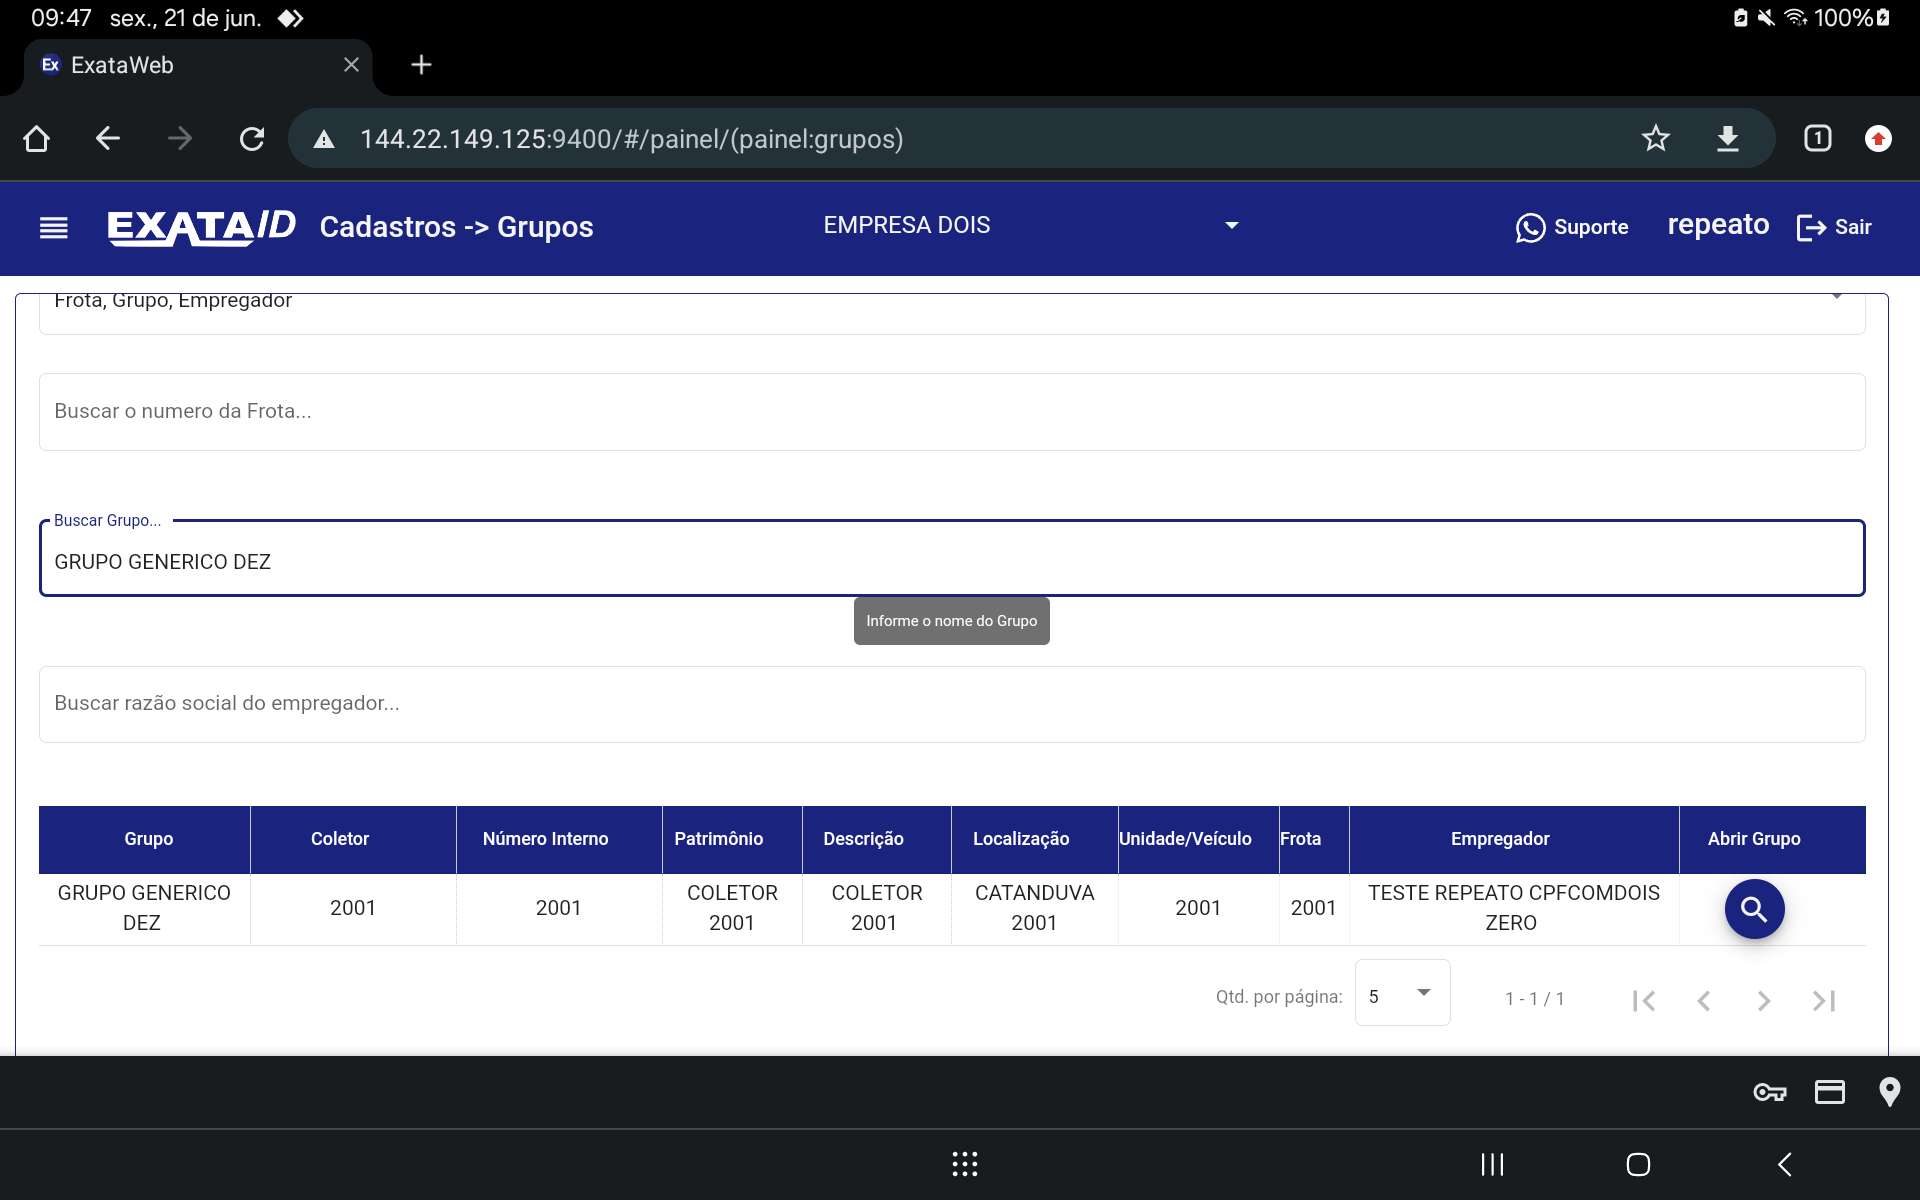 09:47 sex., 21 de jun. 100%
Ex ExataWeb
144.22.149.125:9400/#/painel/(painel:grupos) 1
EXATA/ID Cadastros -> Grupos EMPRESA DOIS Suporte repeato Sair
Frota, Grupo, Empregador
Buscar o numero da Frota...
Buscar Grupo...
GRUPO GENERICO DEZ
Informe o nome do Grupo
Buscar razão social do empregador...
Grupo Coletor Número Interno Patrimônio Descrição Localização Unidade/Veículo Frota Empregador Abrir Grupo
GRUPO GENERICO DEZ 2001 2001 COLETOR 2001 COLETOR 2001 CATANDUVA 2001 2001 2001 TESTE REPEATO CPFCOMDOIS ZERO
Qtd. por página: 5 1 - 1 / 1